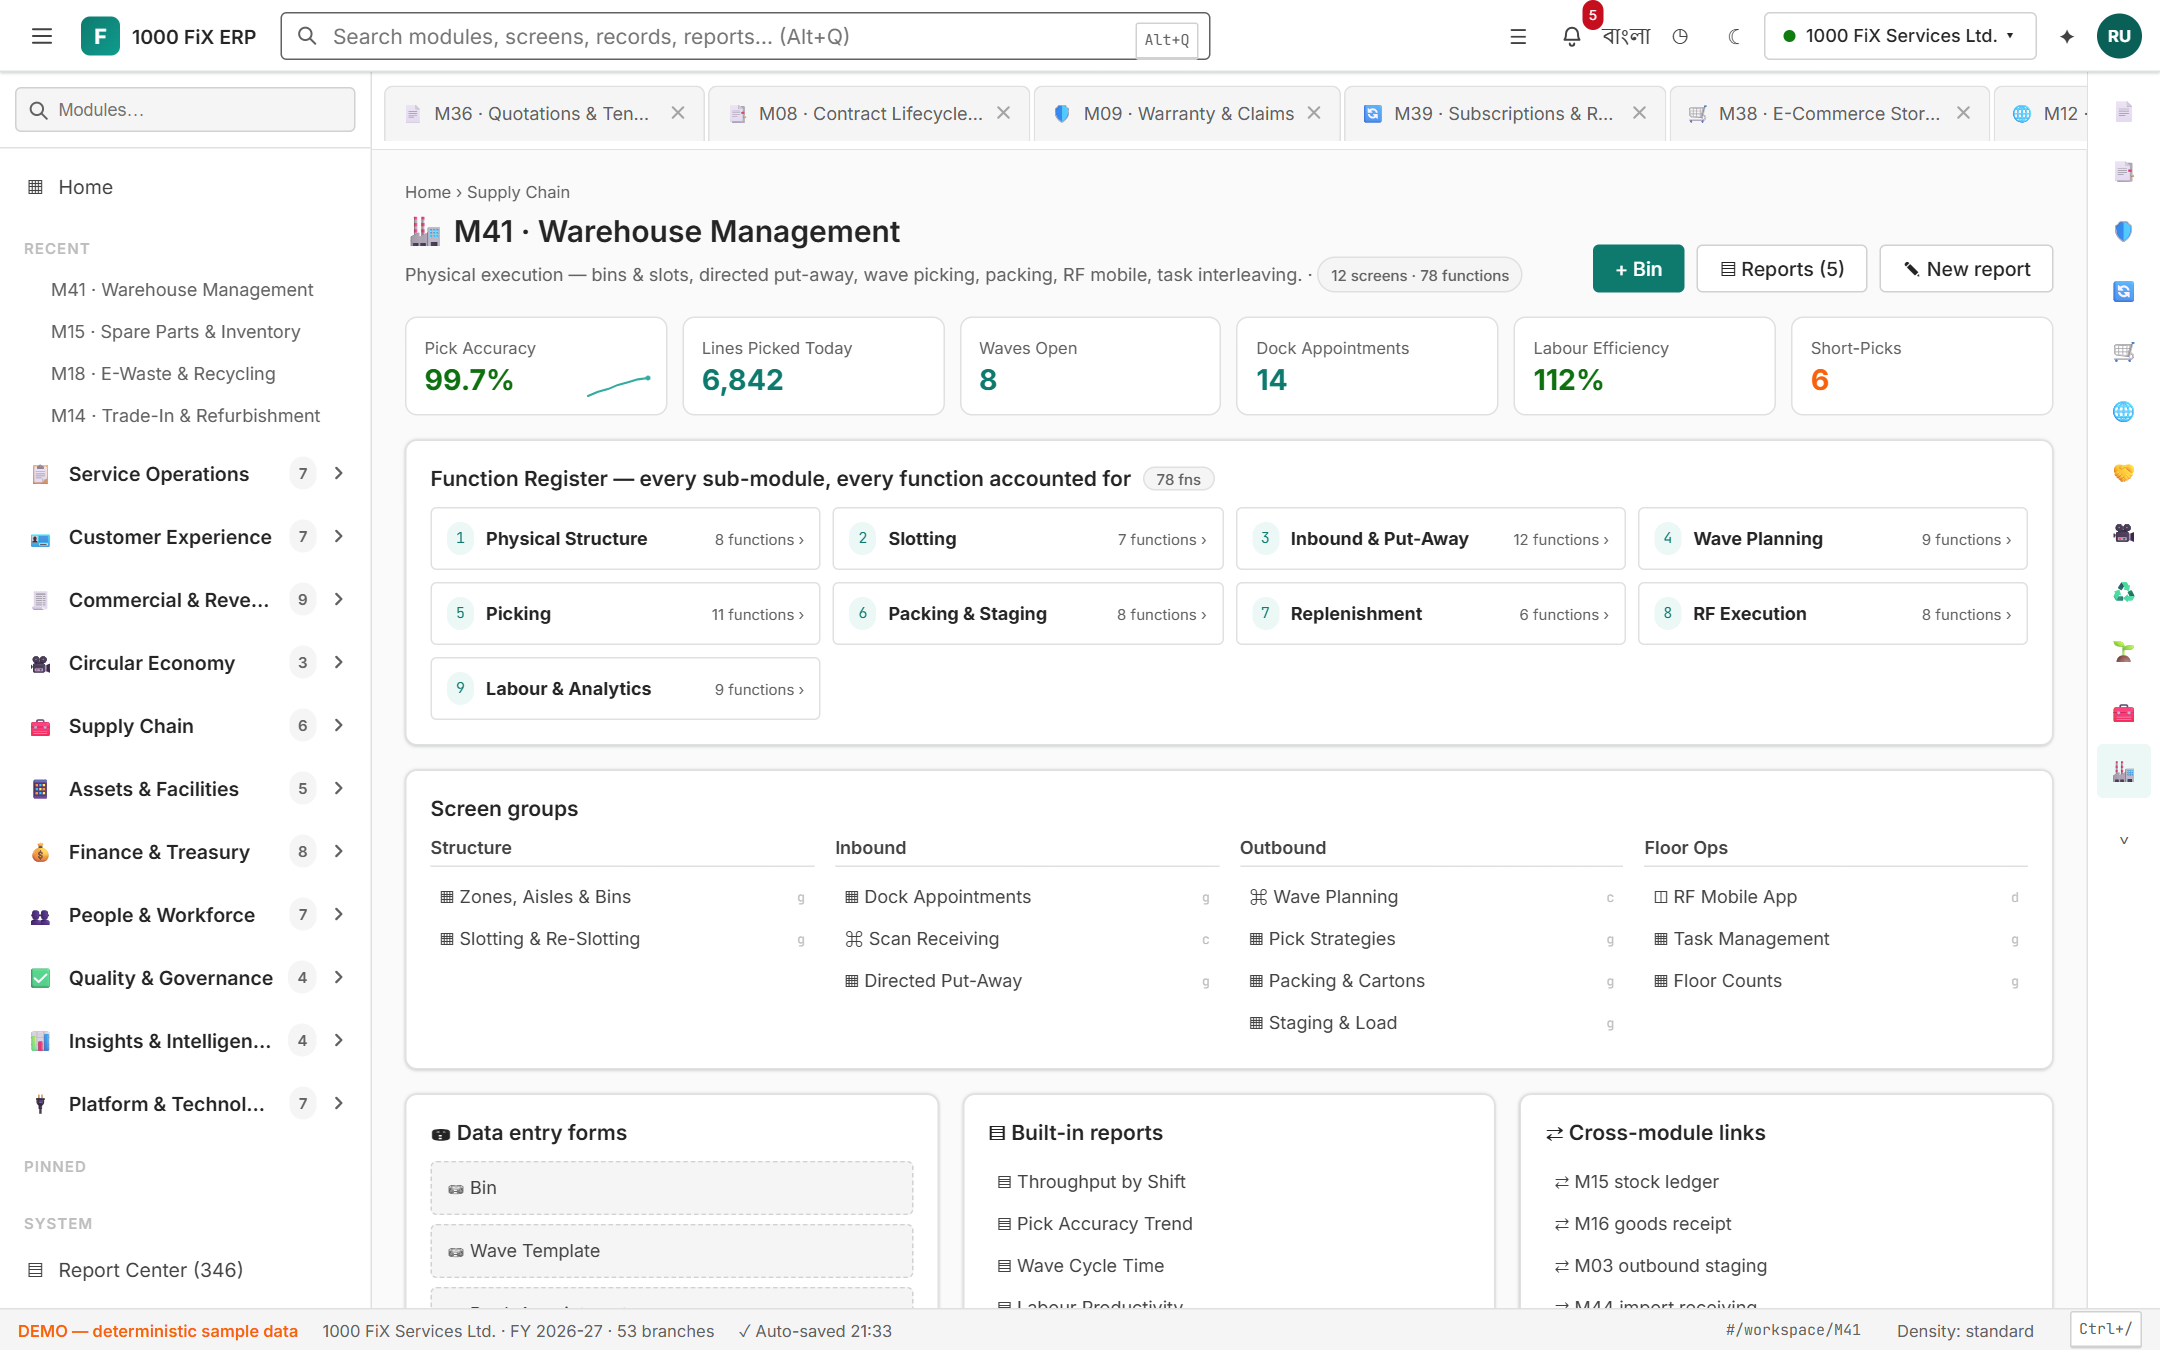 F 1000 FiX ERP
Search modules, screens, records, reports... (Alt+Q)
Alt+Q
5
বাংলা
1000 FiX Services Ltd.
RU
Modules...
Home
RECENT
M41 · Warehouse Management
M15 · Spare Parts & Inventory
M18 · E-Waste & Recycling
M14 · Trade-In & Refurbishment
Service Operations 7
Customer Experience 7
Commercial & Reve... 9
Circular Economy 3
Supply Chain 6
Assets & Facilities 5
Finance & Treasury 8
People & Workforce 7
Quality & Governance 4
Insights & Intelligen... 4
Platform & Technol... 7
PINNED
SYSTEM
Report Center (346)
M36 · Quotations & Ten...
M08 · Contract Lifecycle...
M09 · Warranty & Claims
M39 · Subscriptions & R...
M38 · E-Commerce Stor...
M12 ·
Home › Supply Chain
M41 · Warehouse Management
Physical execution — bins & slots, directed put-away, wave picking, packing, RF mobile, task interleaving. · 12 screens · 78 functions
+ Bin
Reports (5)
New report
Pick Accuracy
99.7%
Lines Picked Today
6,842
Waves Open
8
Dock Appointments
14
Labour Efficiency
112%
Short-Picks
6
Function Register — every sub-module, every function accounted for 78 fns
1 Physical Structure 8 functions ›
2 Slotting 7 functions ›
3 Inbound & Put-Away 12 functions ›
4 Wave Planning 9 functions ›
5 Picking 11 functions ›
6 Packing & Staging 8 functions ›
7 Replenishment 6 functions ›
8 RF Execution 8 functions ›
9 Labour & Analytics 9 functions ›
Screen groups
Structure
Zones, Aisles & Bins g
Slotting & Re-Slotting g
Inbound
Dock Appointments g
⌘ Scan Receiving c
Directed Put-Away g
Outbound
⌘ Wave Planning c
Pick Strategies g
Packing & Cartons g
Staging & Load g
Floor Ops
RF Mobile App d
Task Management g
Floor Counts g
Data entry forms
Bin
Wave Template
Built-in reports
Throughput by Shift
Pick Accuracy Trend
Wave Cycle Time
Labour Productivity
⇄ Cross-module links
⇄ M15 stock ledger
⇄ M16 goods receipt
⇄ M03 outbound staging
⇄ M44 import receiving
DEMO — deterministic sample data
1000 FiX Services Ltd. · FY 2026-27 · 53 branches
✓ Auto-saved 21:33
#/workspace/M41
Density: standard
Ctrl+/